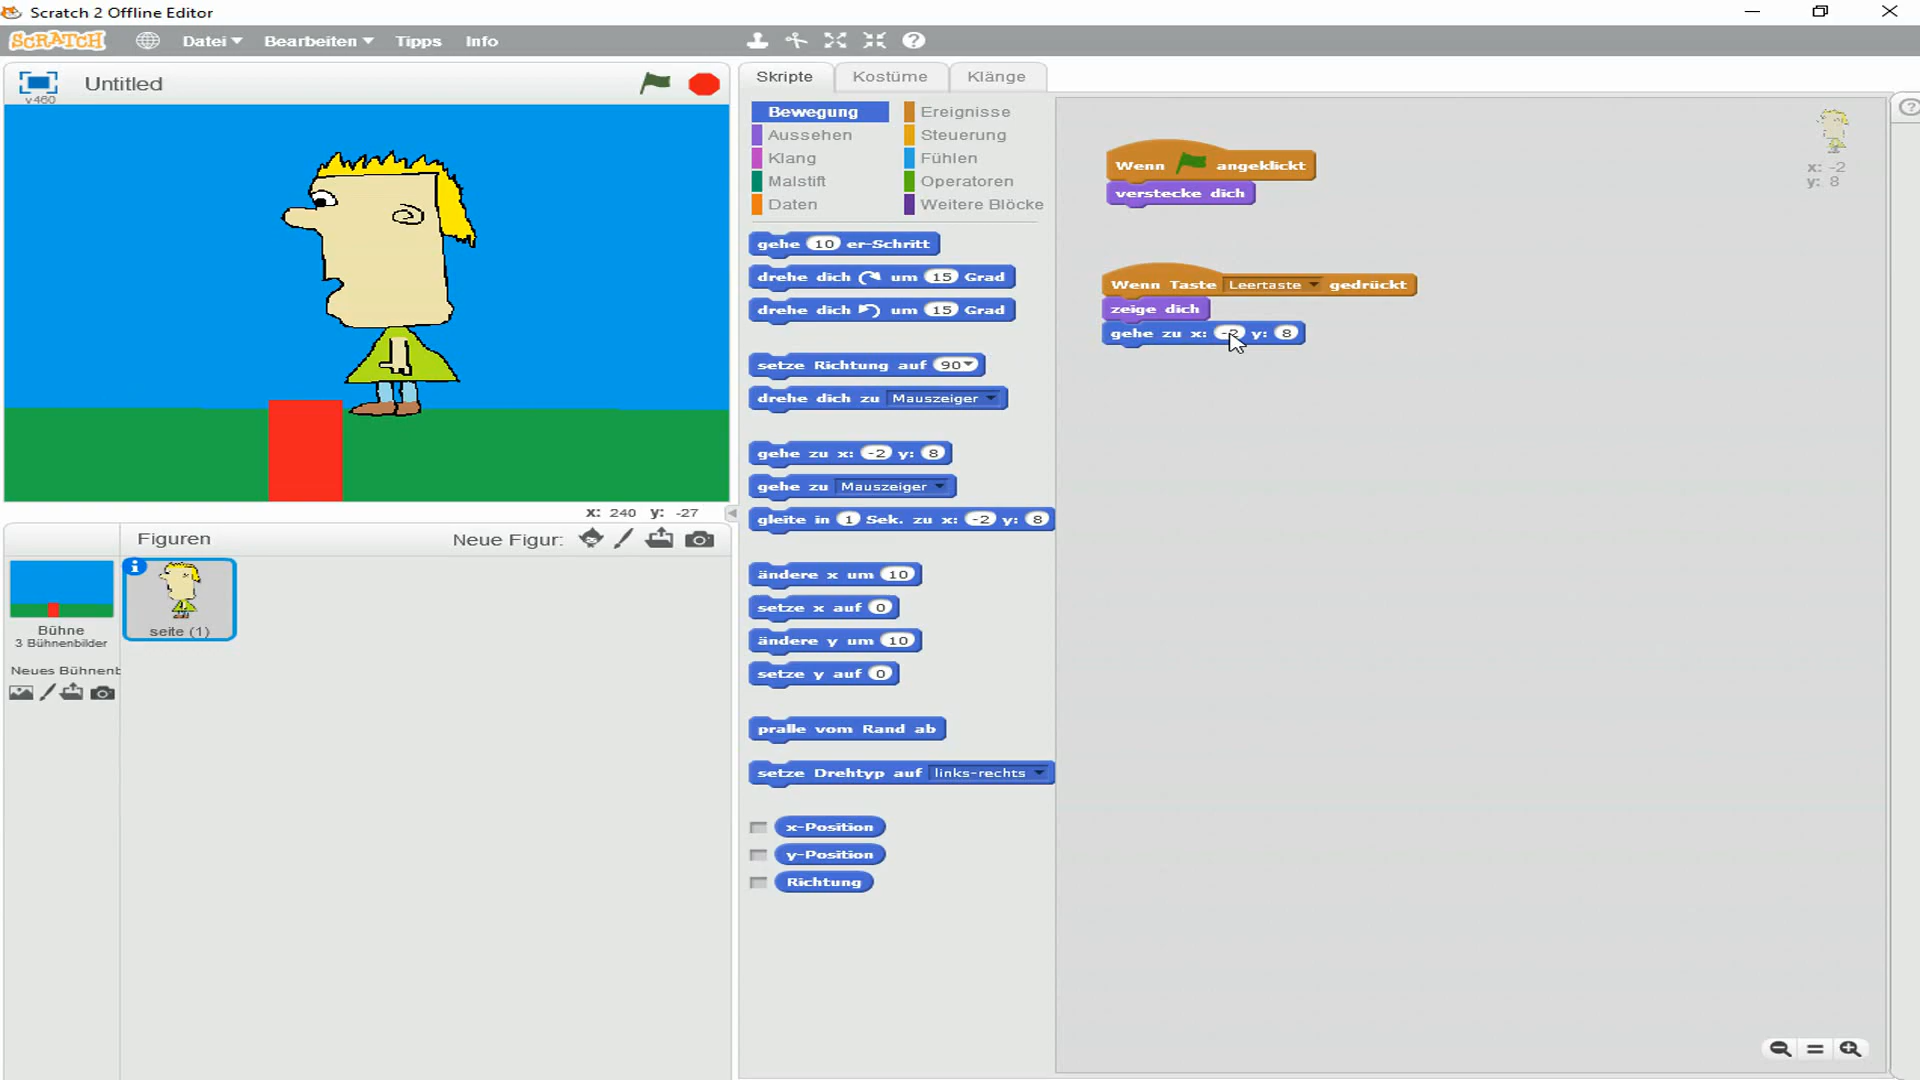 Scratch 2 Offline Editor
SCRATCH Datei Bearbeiten Tipps Info
Untitled
v460
Skripte Kostüme Klänge
Bewegung Ereignisse
Aussehen Steuerung
Klang Fühlen
Malstift Operatoren
Daten Weitere Blöcke
gehe 10 er-Schritt
drehe dich um 15 Grad
drehe dich um 15 Grad
setze Richtung auf 90
drehe dich zu Mauszeiger
gehe zu x: -2 y: 8
gehe zu Mauszeiger
gleite in 1 Sek. zu x: -2 y: 8
ändere x um 10
setze x auf 0
ändere y um 10
setze y auf 0
pralle vom Rand ab
setze Drehtyp auf links-rechts
x-Position
y-Position
Richtung
Wenn angeklickt
verstecke dich
Wenn Taste Leertaste gedrückt
zeige dich
gehe zu x: -2 y: 8
x: -2
y: 8
x: 240 y: -27
Figuren Neue Figur:
Bühne
3 Bühnenbilder
Neues Bühnenb
seite (1)